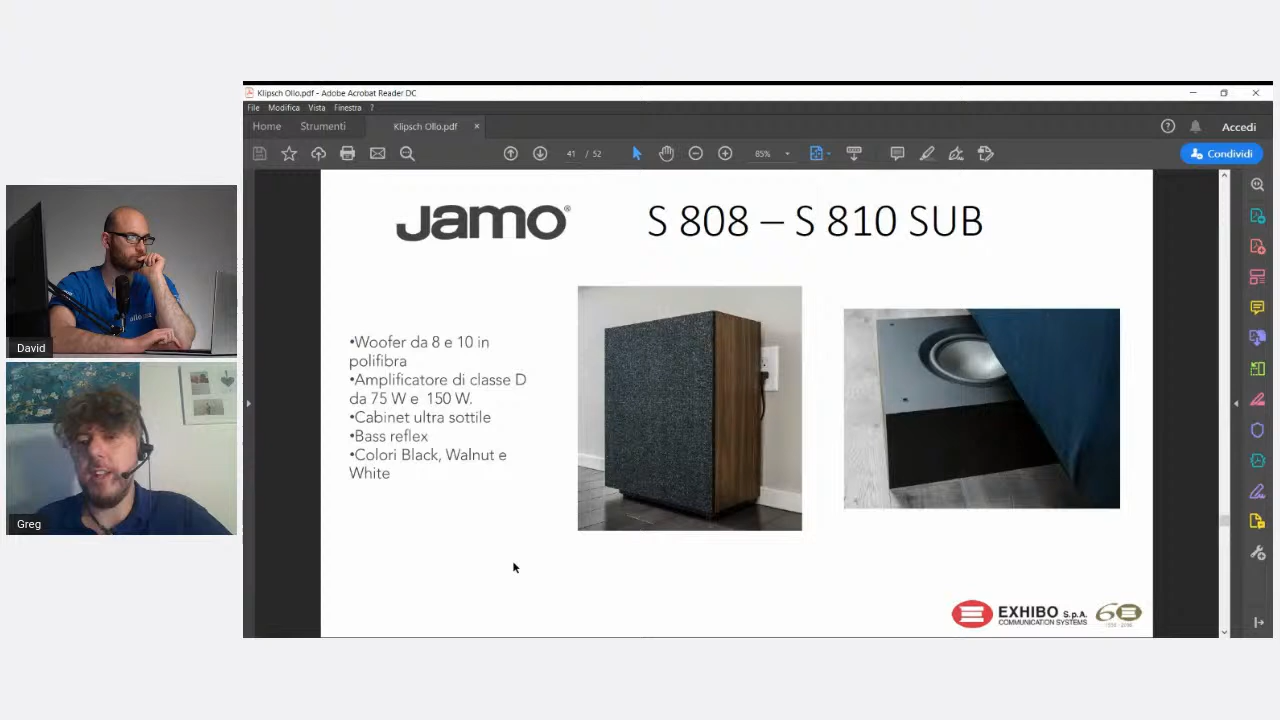 Klipsch Ollo.pdf - Adobe Acrobat Reader DC
File Modifica Vista Finestra ?
Home Strumenti Klipsch Ollo.pdf × Accedi
41 / 52 85% Condividi
Jamo® S 808 – S 810 SUB
•Woofer da 8 e 10 in
polifibra
•Amplificatore di classe D
da 75 W e 150 W.
•Cabinet ultra sottile
•Bass reflex
•Colori Black, Walnut e
White
David
Greg
EXHIBO S.p.A.
COMMUNICATION SYSTEMS